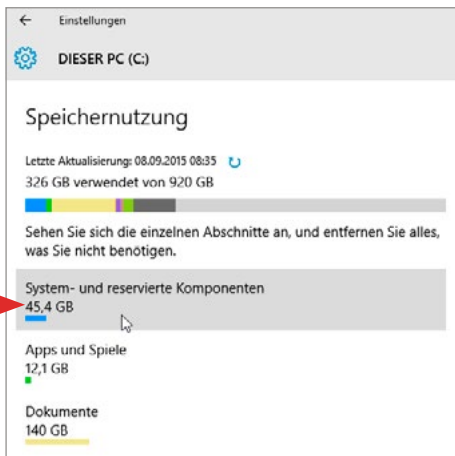 Einstellungen
DIESER PC (C:)
Speichernutzung
Letzte Aktualisierung: 08.09.2015 08:35
326 GB verwendet von 920 GB
Sehen Sie sich die einzelnen Abschnitte an, und entfernen Sie alles,
was Sie nicht benötigen.
System- und reservierte Komponenten
45,4 GB
Apps und Spiele
12,1 GB
Dokumente
140 GB